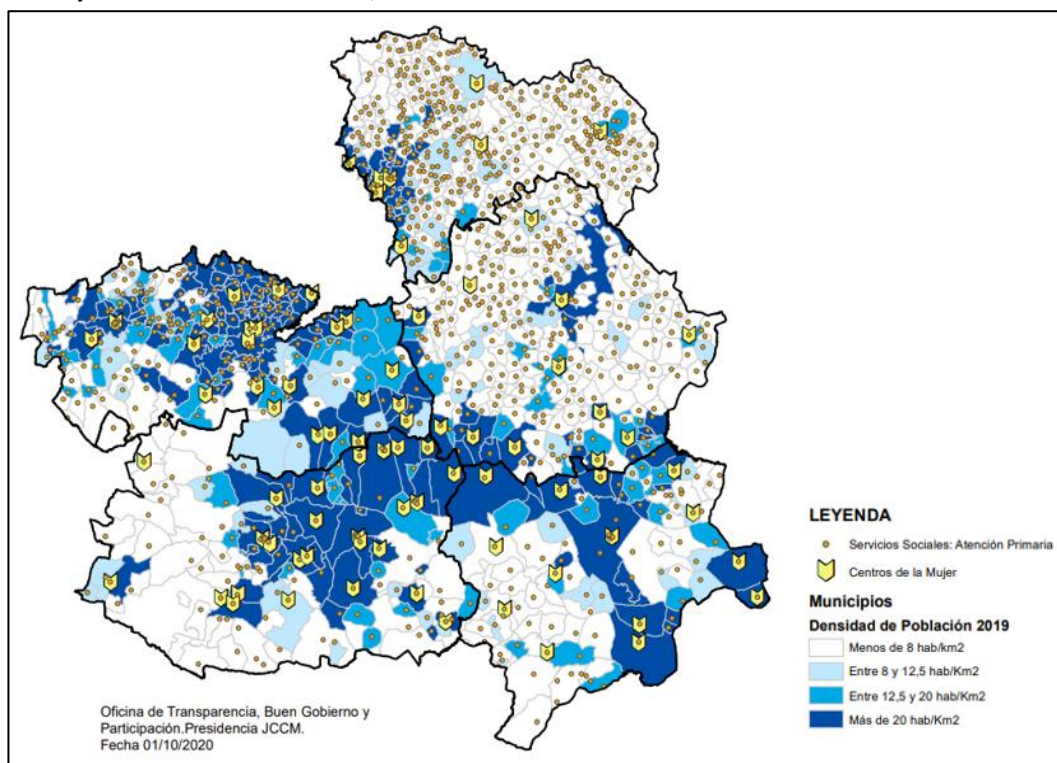 LEYENDA
Servicios Sociales: Atención Primaria
Centros de la Mujer
Municipios
Densidad de Población 2019
Menos de 8 hab/km2
Entre 8 y 12,5 hab/Km2
Entre 12,5 y 20 hab/Km2
Más de 20 hab/Km2
Oficina de Transparencia, Buen Gobierno y
Participación.Presidencia JCCM.
Fecha 01/10/2020